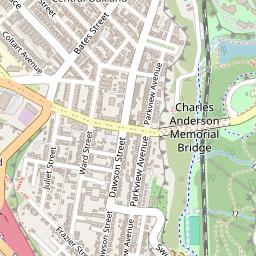 Central Oakland
Bates Street
Coltart Avenue
Parkview Avenue
Charles
Anderson
Memorial
Bridge
Ward Street
Juliet Street
Dawson Street
Parkview Avenue
Dawson Street
Frazier Street